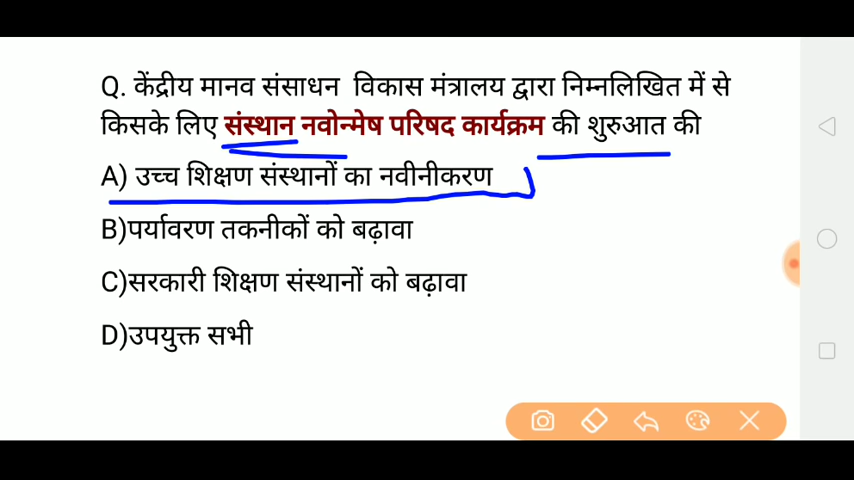 Q. केंद्रीय मानव संसाधन विकास मंत्रालय द्वारा निम्नलिखित में से
किसके लिए संस्थान नवोन्मेष परिषद कार्यक्रम की शुरुआत की
A) उच्च शिक्षण संस्थानों का नवीनीकरण
B)पर्यावरण तकनीकों को बढ़ावा
C)सरकारी शिक्षण संस्थानों को बढ़ावा
D)उपयुक्त सभी